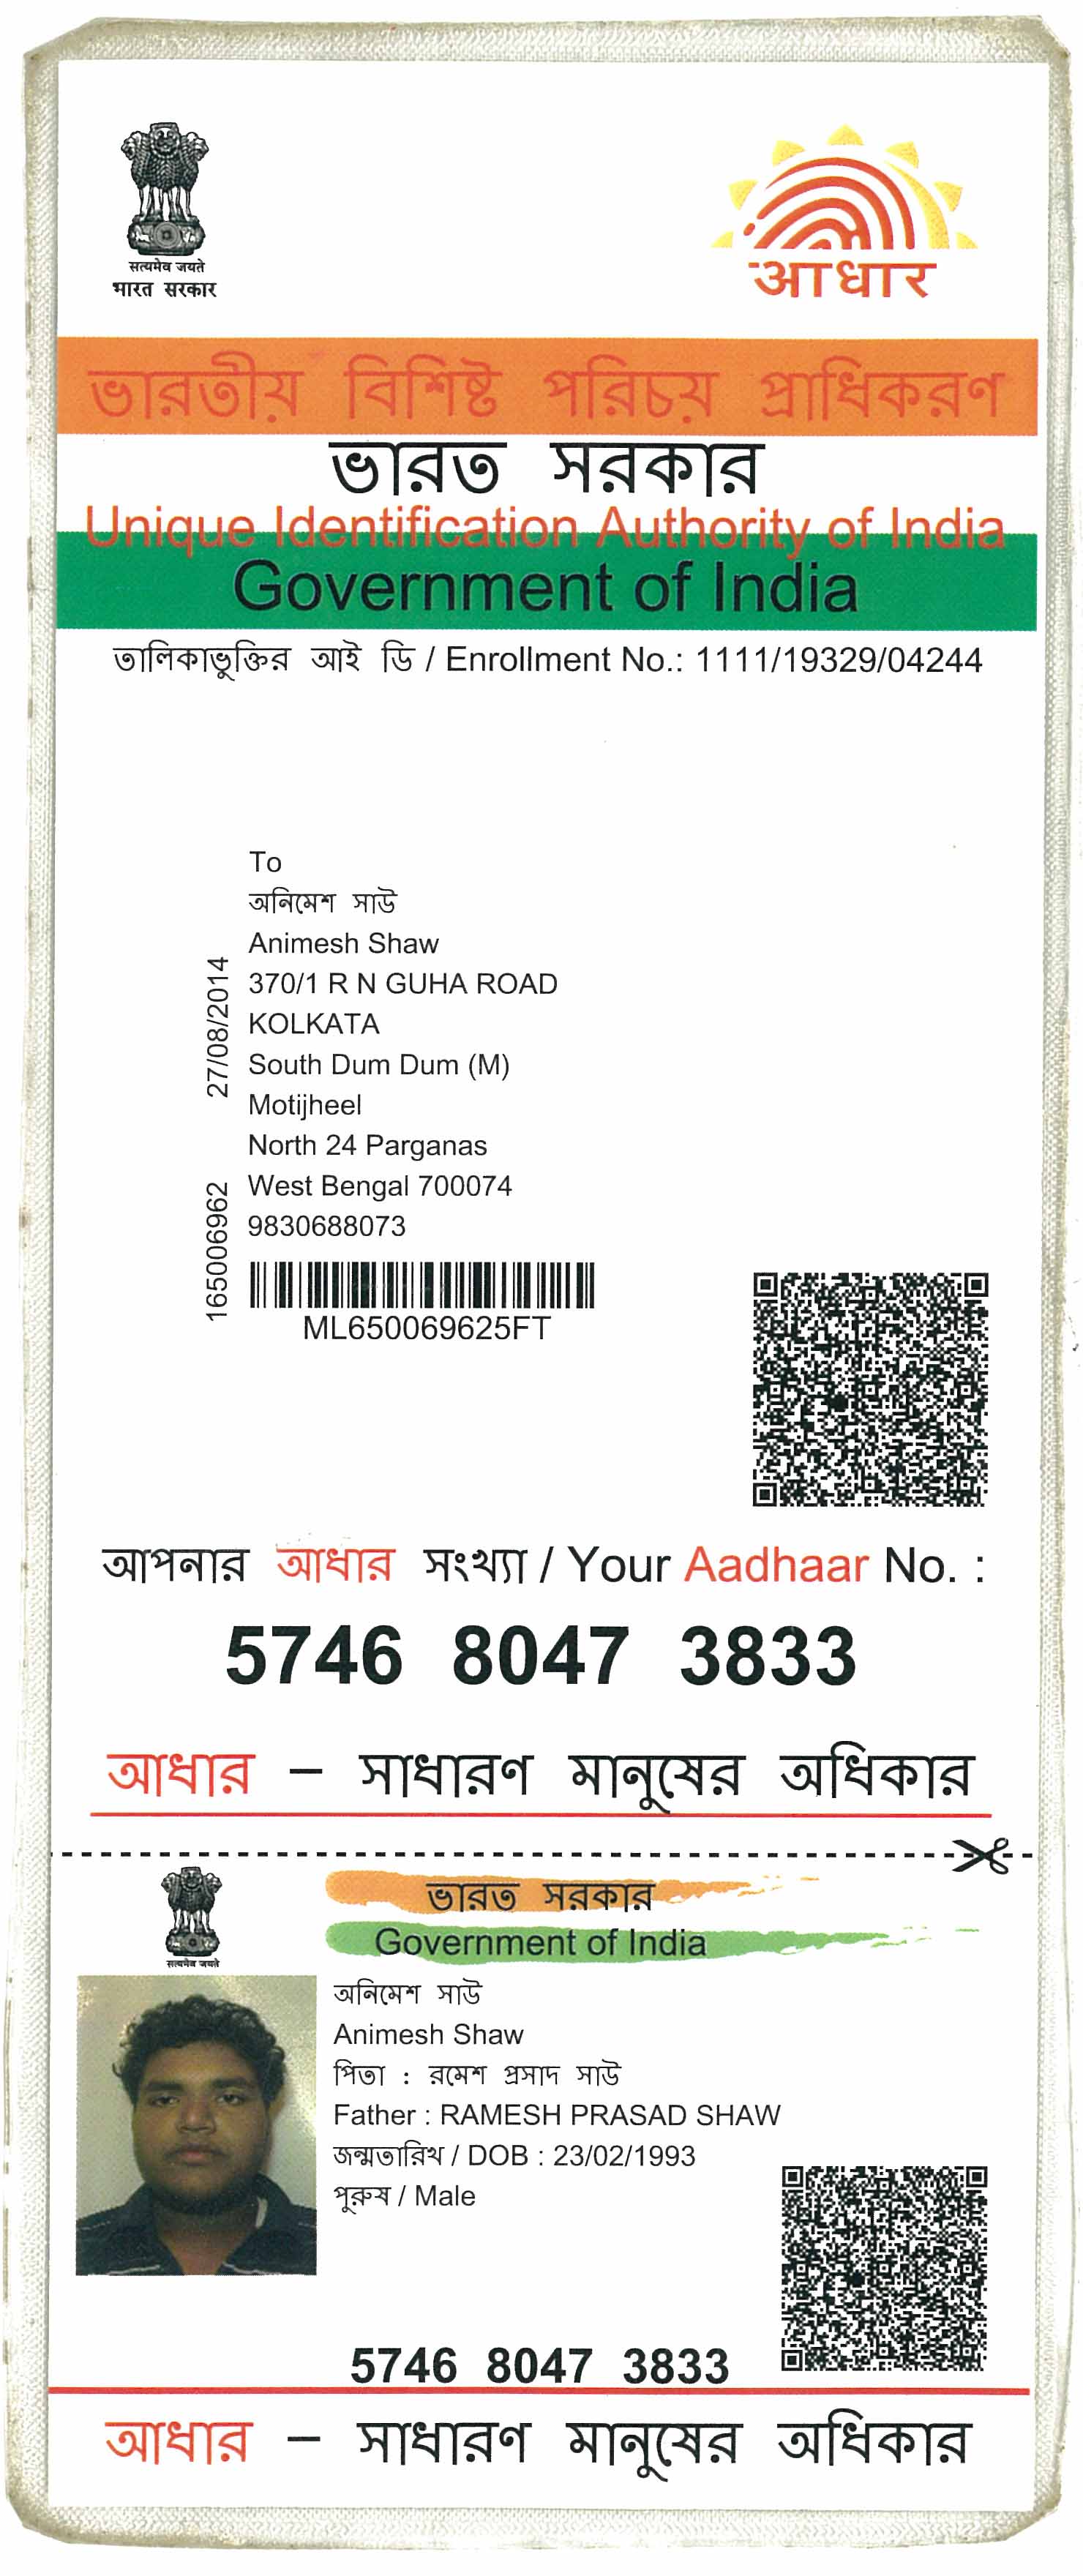 सत्यमेव जयते
भारत सरकार
आधार
ভারতীয় বিশিষ্ট পরিচয় প্রাধিকরণ
ভারত সরকার
Unique Identification Authority of India
Government of India
তালিকাভুক্তির আই ডি / Enrollment No.: 1111/19329/04244
To
অনিমেশ সাউ
Animesh Shaw
370/1 R N GUHA ROAD
KOLKATA
South Dum Dum (M)
Motijheel
North 24 Parganas
West Bengal 700074
9830688073
27/08/2014
165006962
ML650069625FT
আপনার আধার সংখ্যা / Your Aadhaar No. :
5746 8047 3833
আধার – সাধারণ মানুষের অধিকার
सत्यमेव जयते
ভারত সরকার
Government of India
অনিমেশ সাউ
Animesh Shaw
পিতা : রমেশ প্রসাদ সাউ
Father : RAMESH PRASAD SHAW
জন্মতারিখ / DOB : 23/02/1993
পুরুষ / Male
5746 8047 3833
আধার – সাধারণ মানুষের অধিকার